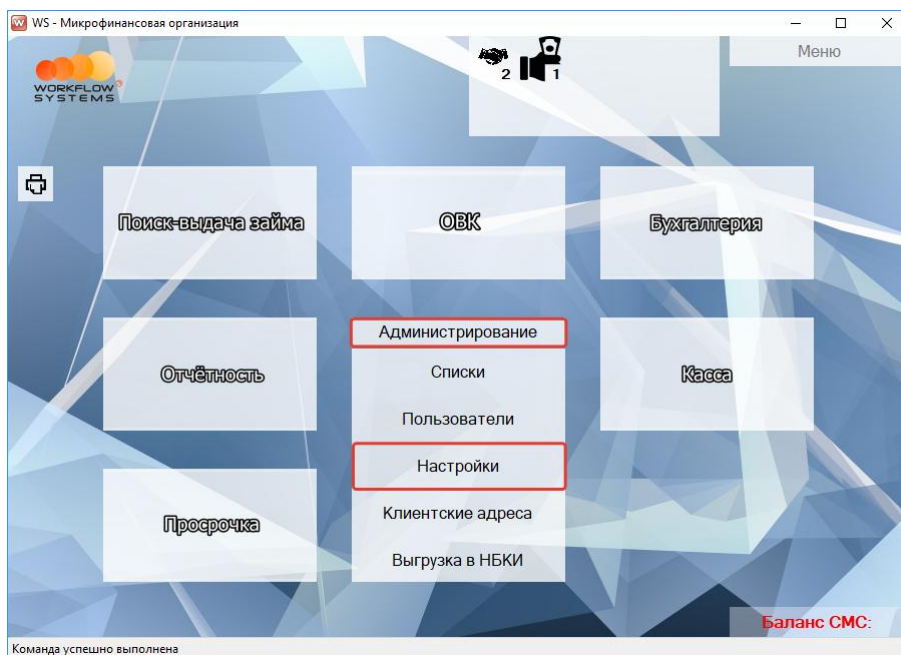 WS - Микрофинансовая организация
Меню
2 1
WORKFLOW
SYSTEMS
Поиск-выдача займа
ОВК
Бухгалтерия
Администрирование
Отчётность
Списки
Касса
Пользователи
Настройки
Просрочка
Клиентские адреса
Выгрузка в НБКИ
Баланс СМС:
Команда успешно выполнена